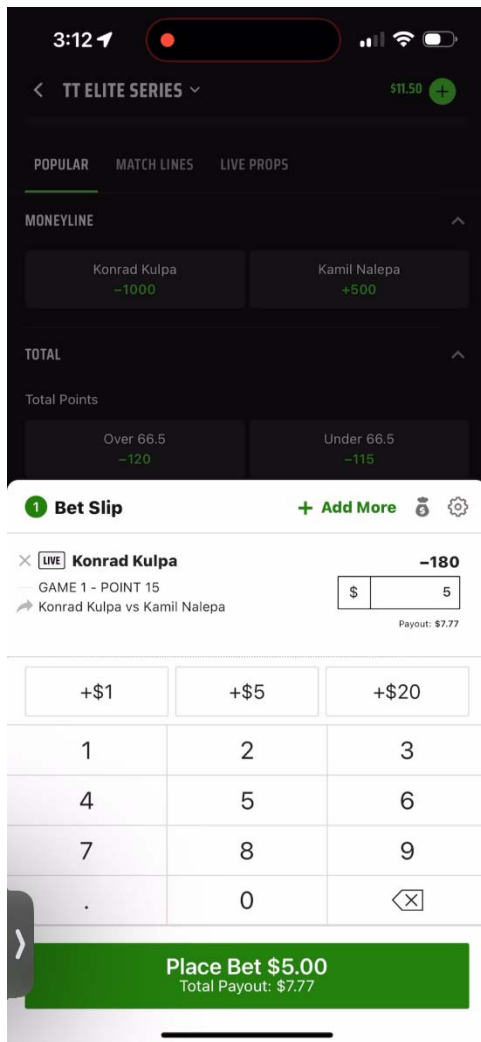 3:12
TT ELITE SERIES
$11.50
POPULAR MATCH LINES LIVE PROPS
MONEYLINE
Konrad Kulpa Kamil Nalepa
−1000 +500
TOTAL
Total Points
Over 66.5 Under 66.5
−120 −115
1 Bet Slip + Add More
LIVE Konrad Kulpa −180
GAME 1 - POINT 15
$ 5
Konrad Kulpa vs Kamil Nalepa
Payout: $7.77
+$1 +$5 +$20
1 2 3
4 5 6
7 8 9
. 0
Place Bet $5.00
Total Payout: $7.77